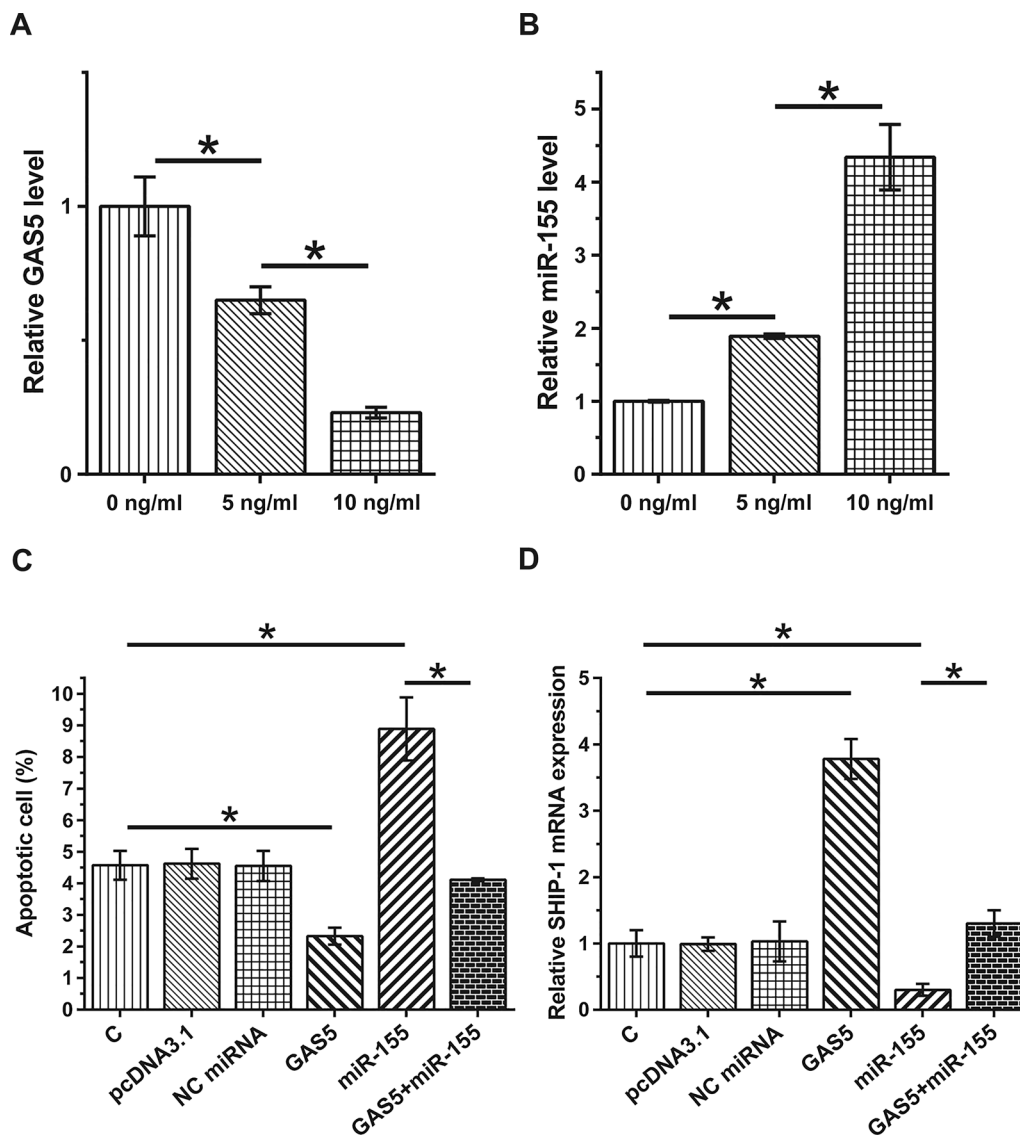 A
Relative GAS5 level
1
0
*
*
0 ng/ml
5 ng/ml
10 ng/ml
B
Relative miR-155 level
5
4
3
2
1
0
*
*
0 ng/ml
5 ng/ml
10 ng/ml
C
Apoptotic cell (%)
10
9
8
7
6
5
4
3
2
1
0
*
*
*
C
pcDNA3.1
NC miRNA
GAS5
miR-155
GAS5+miR-155
D
Relative SHIP-1 mRNA expression
5
4
3
2
1
0
*
*
*
C
pcDNA3.1
NC miRNA
GAS5
miR-155
GAS5+miR-155